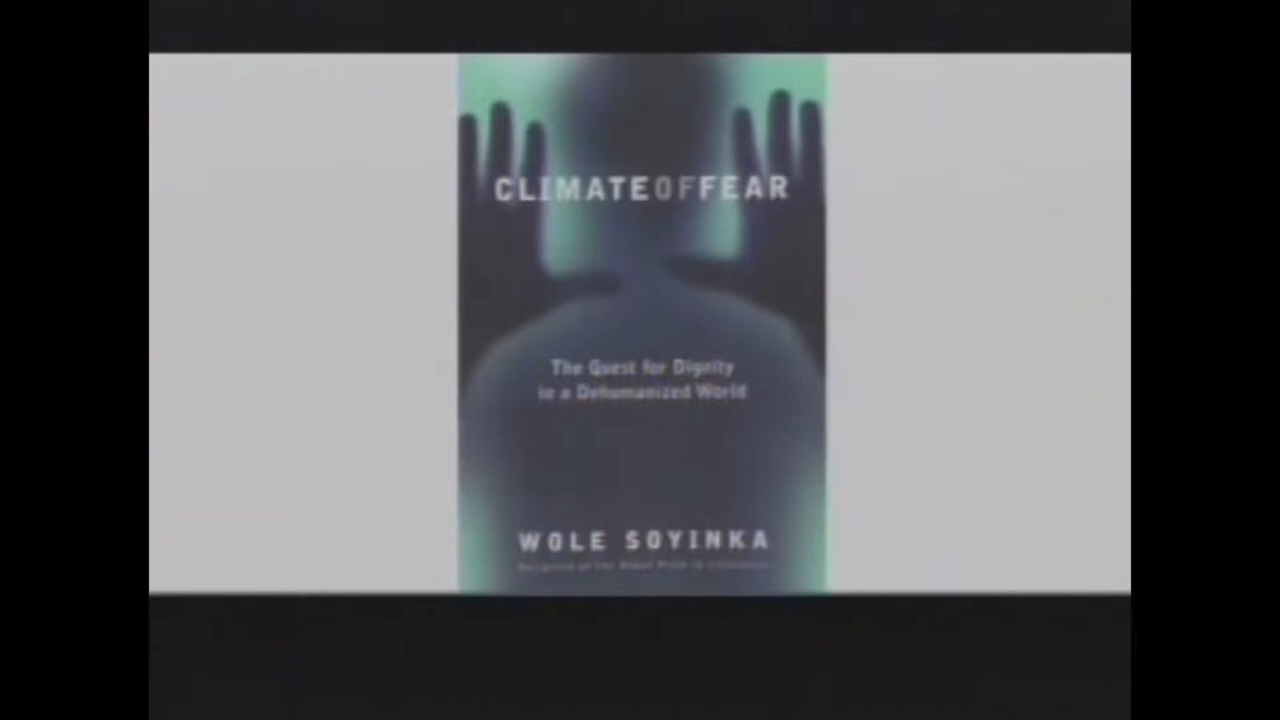 CLIMATEOFFEAR
The Quest for Dignity
in a Dehumanized World
WOLE SOYINKA